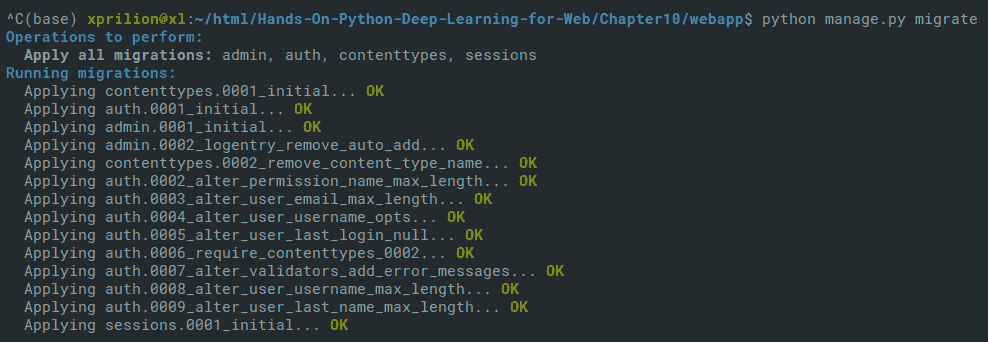 ^C(base) xprilion@xl:~/html/Hands-On-Python-Deep-Learning-for-Web/Chapter10/webapp$ python manage.py migrate
Operations to perform:
  Apply all migrations: admin, auth, contenttypes, sessions
Running migrations:
  Applying contenttypes.0001_initial... OK
  Applying auth.0001_initial... OK
  Applying admin.0001_initial... OK
  Applying admin.0002_logentry_remove_auto_add... OK
  Applying contenttypes.0002_remove_content_type_name... OK
  Applying auth.0002_alter_permission_name_max_length... OK
  Applying auth.0003_alter_user_email_max_length... OK
  Applying auth.0004_alter_user_username_opts... OK
  Applying auth.0005_alter_user_last_login_null... OK
  Applying auth.0006_require_contenttypes_0002... OK
  Applying auth.0007_alter_validators_add_error_messages... OK
  Applying auth.0008_alter_user_username_max_length... OK
  Applying auth.0009_alter_user_last_name_max_length... OK
  Applying sessions.0001_initial... OK